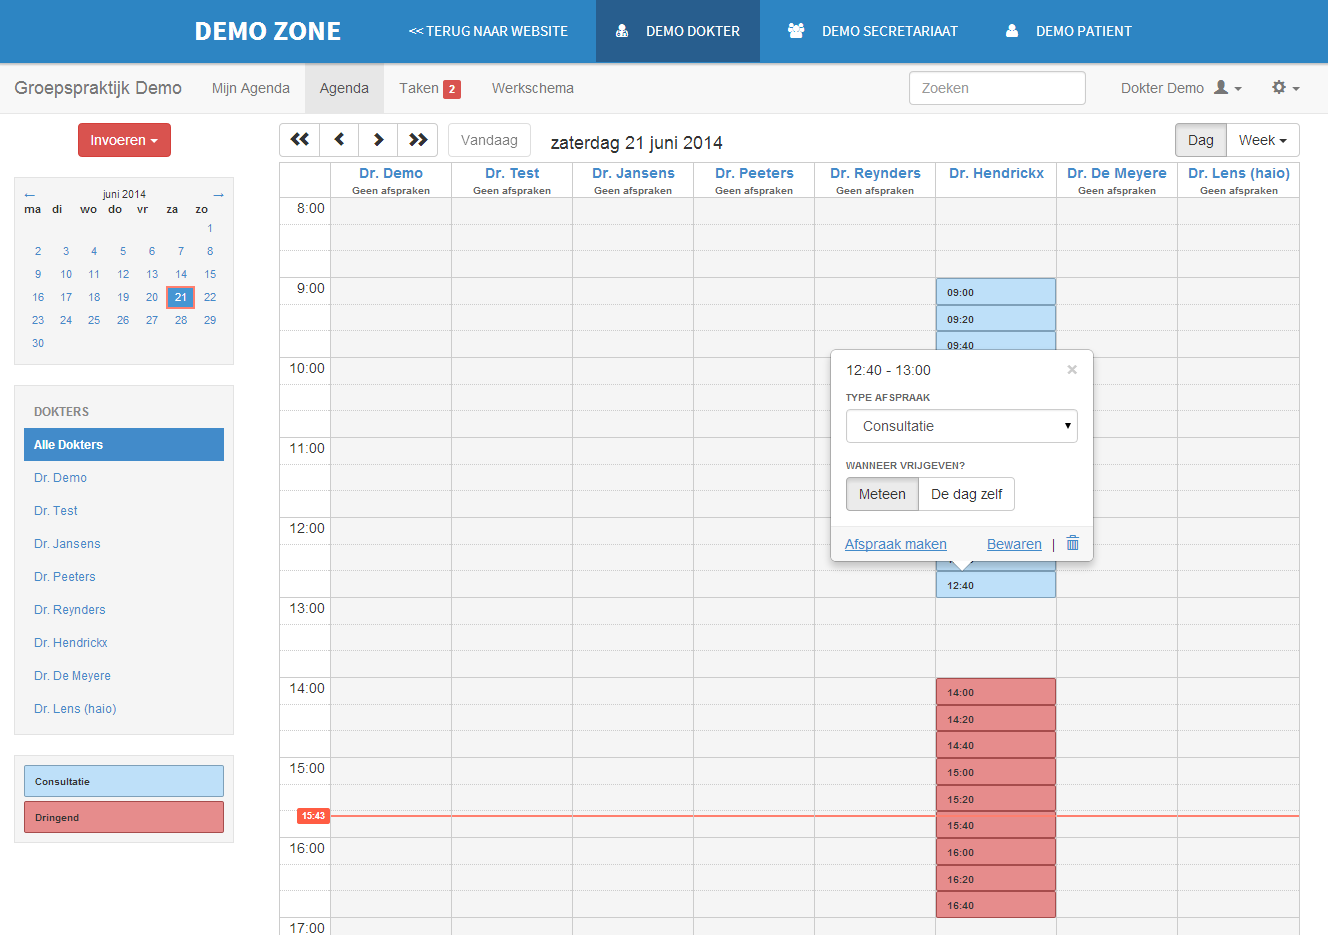 DEMO ZONE << TERUG NAAR WEBSITE DEMO DOKTER DEMO SECRETARIAAT DEMO PATIENT
Groepspraktijk Demo Mijn Agenda Agenda Taken 2 Werkschema Zoeken Dokter Demo
Invoeren
← juni 2014 →
ma di wo do vr za zo
1
2 3 4 5 6 7 8
9 10 11 12 13 14 15
16 17 18 19 20 21 22
23 24 25 26 27 28 29
30
DOKTERS
Alle Dokters
Dr. Demo
Dr. Test
Dr. Jansens
Dr. Peeters
Dr. Reynders
Dr. Hendrickx
Dr. De Meyere
Dr. Lens (haio)
Consultatie
Dringend
Vandaag zaterdag 21 juni 2014 Dag Week
Dr. Demo Dr. Test Dr. Jansens Dr. Peeters Dr. Reynders Dr. Hendrickx Dr. De Meyere Dr. Lens (haio)
Geen afspraken Geen afspraken Geen afspraken Geen afspraken Geen afspraken Geen afspraken Geen afspraken
8:00
9:00 09:00
09:20
09:40
10:00
11:00
12:00
12:40 - 13:00 ×
TYPE AFSPRAAK
Consultatie
WANNEER VRIJGEVEN?
Meteen De dag zelf
Afspraak maken Bewaren |
12:40
13:00
14:00 14:00
14:20
14:40
15:00 15:00
15:20
15:43 15:40
16:00 16:00
16:20
16:40
17:00